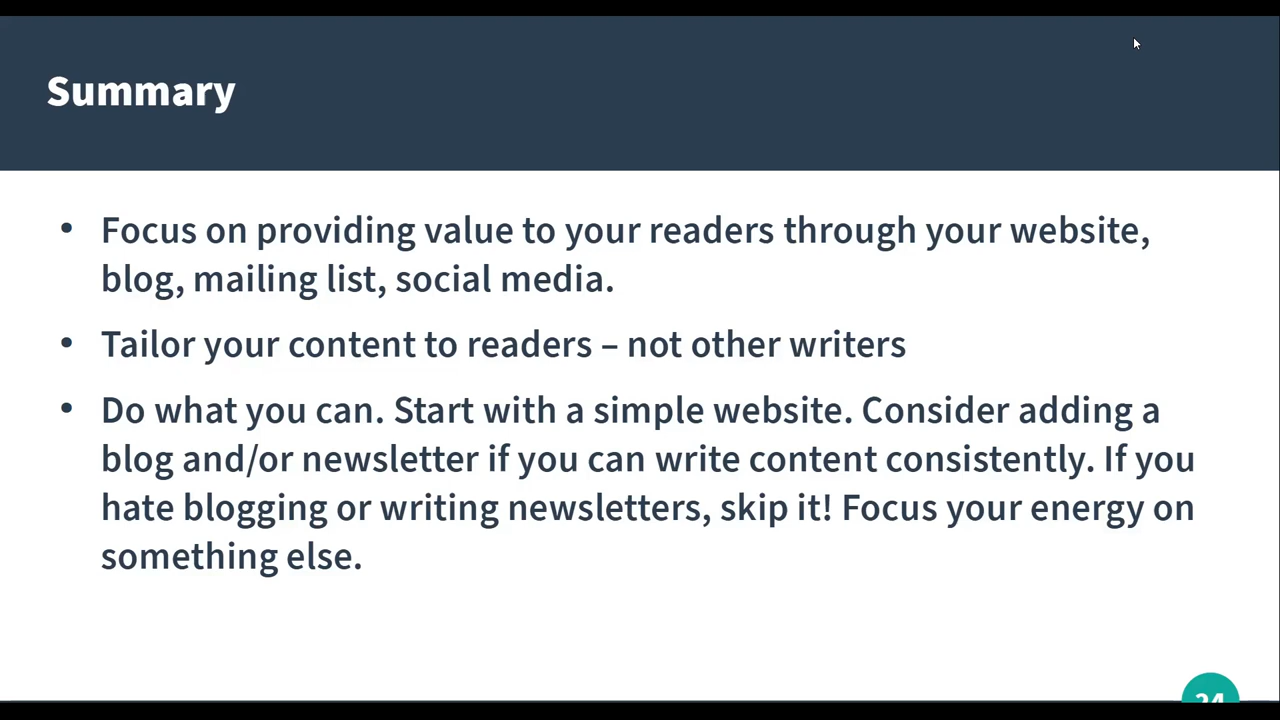 Summary
• Focus on providing value to your readers through your website,
blog, mailing list, social media.
• Tailor your content to readers – not other writers
• Do what you can. Start with a simple website. Consider adding a
blog and/or newsletter if you can write content consistently. If you
hate blogging or writing newsletters, skip it! Focus your energy on
something else.
24